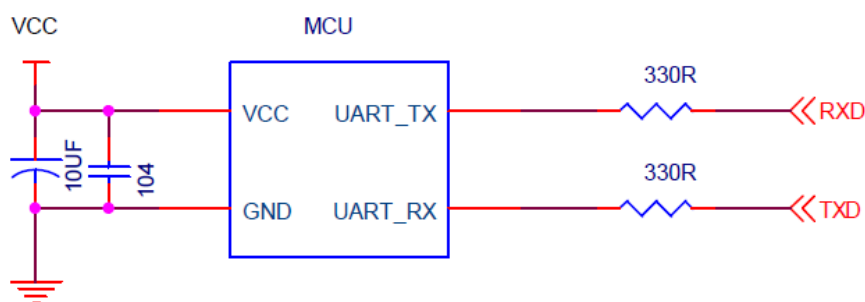 VCC
MCU
330R
VCC
UART_TX
RXD
10UF
104
330R
GND
UART_RX
TXD